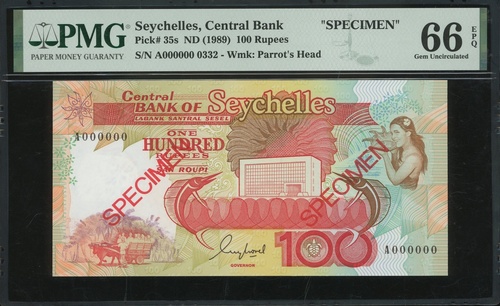 PMG
PAPER MONEY GUARANTY
Seychelles, Central Bank "SPECIMEN"
Pick# 35s ND (1989) 100 Rupees
S/N A000000 0332 - Wmk: Parrot's Head
66 EPQ
Gem Uncirculated
Central
BANK OF Seychelles
LABANK SANTRAL SESEL
A000000
ONE
HUNDRED
RUPEES
SAN ROUPI
SPECIMEN
SPECIMEN
GOVERNOR
100
A000000